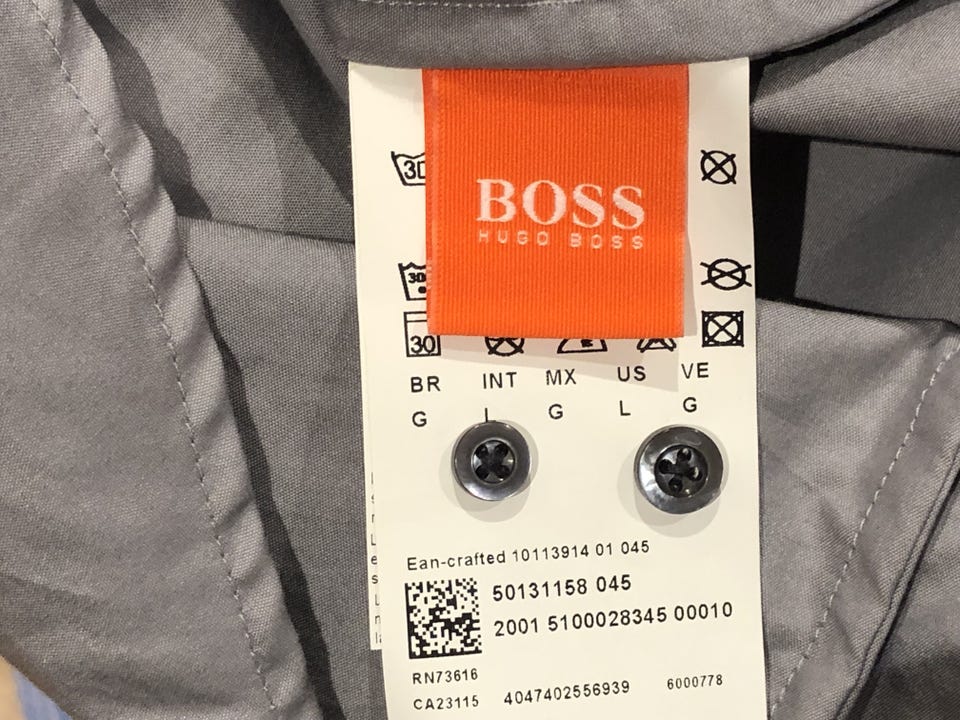 BOSS
HUGO BOSS
30
30
30
BR INT MX US VE
G L G L G
Ean-crafted 10113914 01 045
50131158 045
2001 5100028345 00010
RN73616
CA23115 4047402556939 6000778